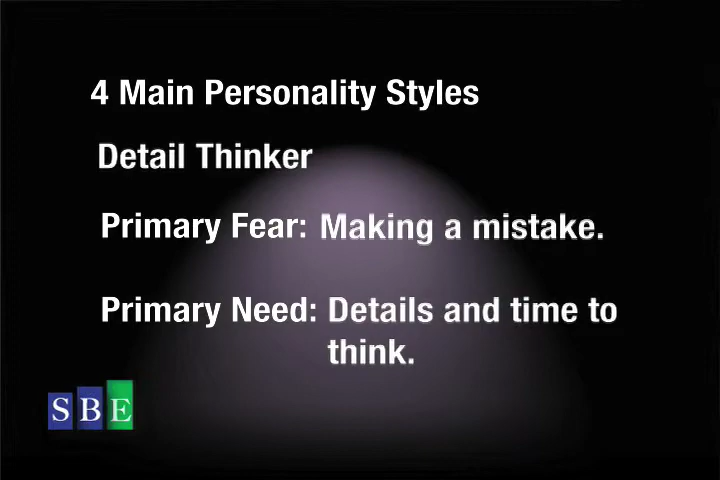 4 Main Personality Styles
Detail Thinker
Primary Fear: Making a mistake.
Primary Need: Details and time to
think.
SBE